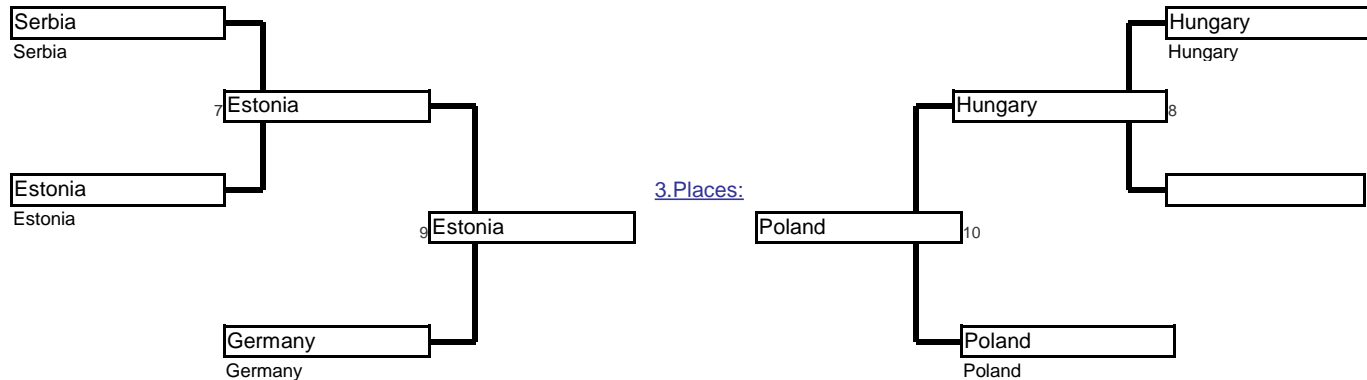 Serbia
Serbia
Hungary
Hungary
7 Estonia
Hungary 8
Estonia
Estonia
3.Places:
9 Estonia
Poland 10
Germany
Germany
Poland
Poland